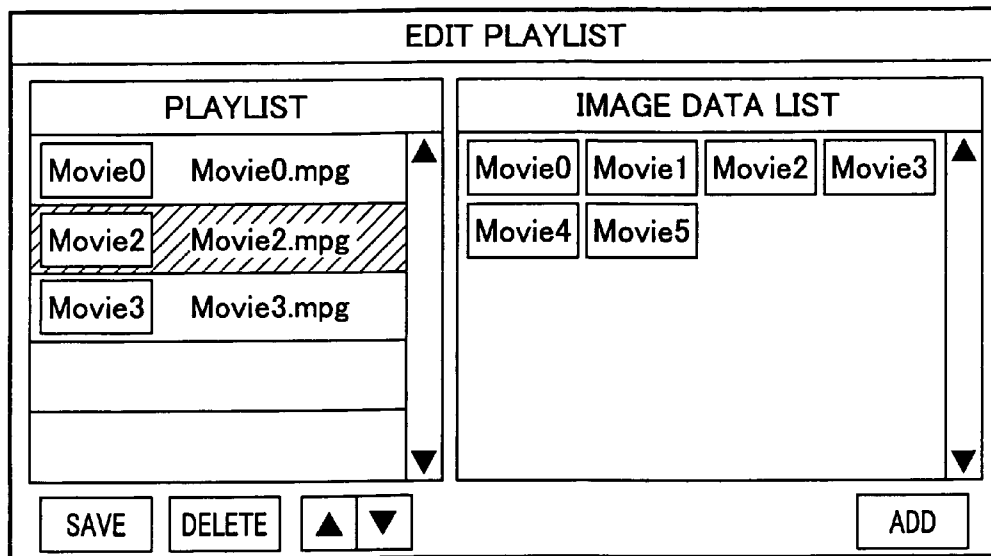 EDIT PLAYLIST
PLAYLIST
Movie0 Movie0.mpg
Movie2 Movie2.mpg
Movie3 Movie3.mpg
IMAGE DATA LIST
Movie0 Movie1 Movie2 Movie3
Movie4 Movie5
SAVE DELETE ▲ ▼ ADD